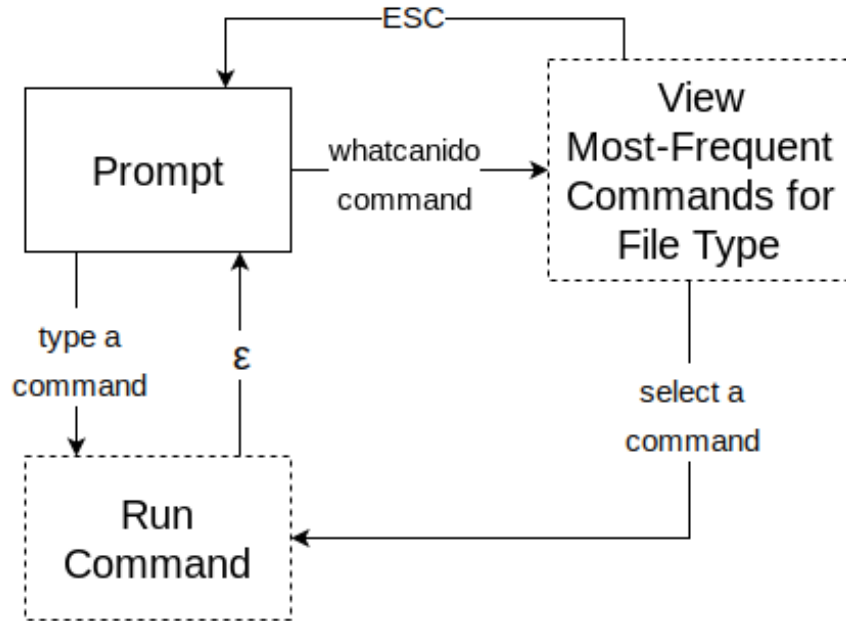 ESC
Prompt
whatcanido
command
View
Most-Frequent
Commands for
File Type
type a
command
ε
select a
command
Run
Command